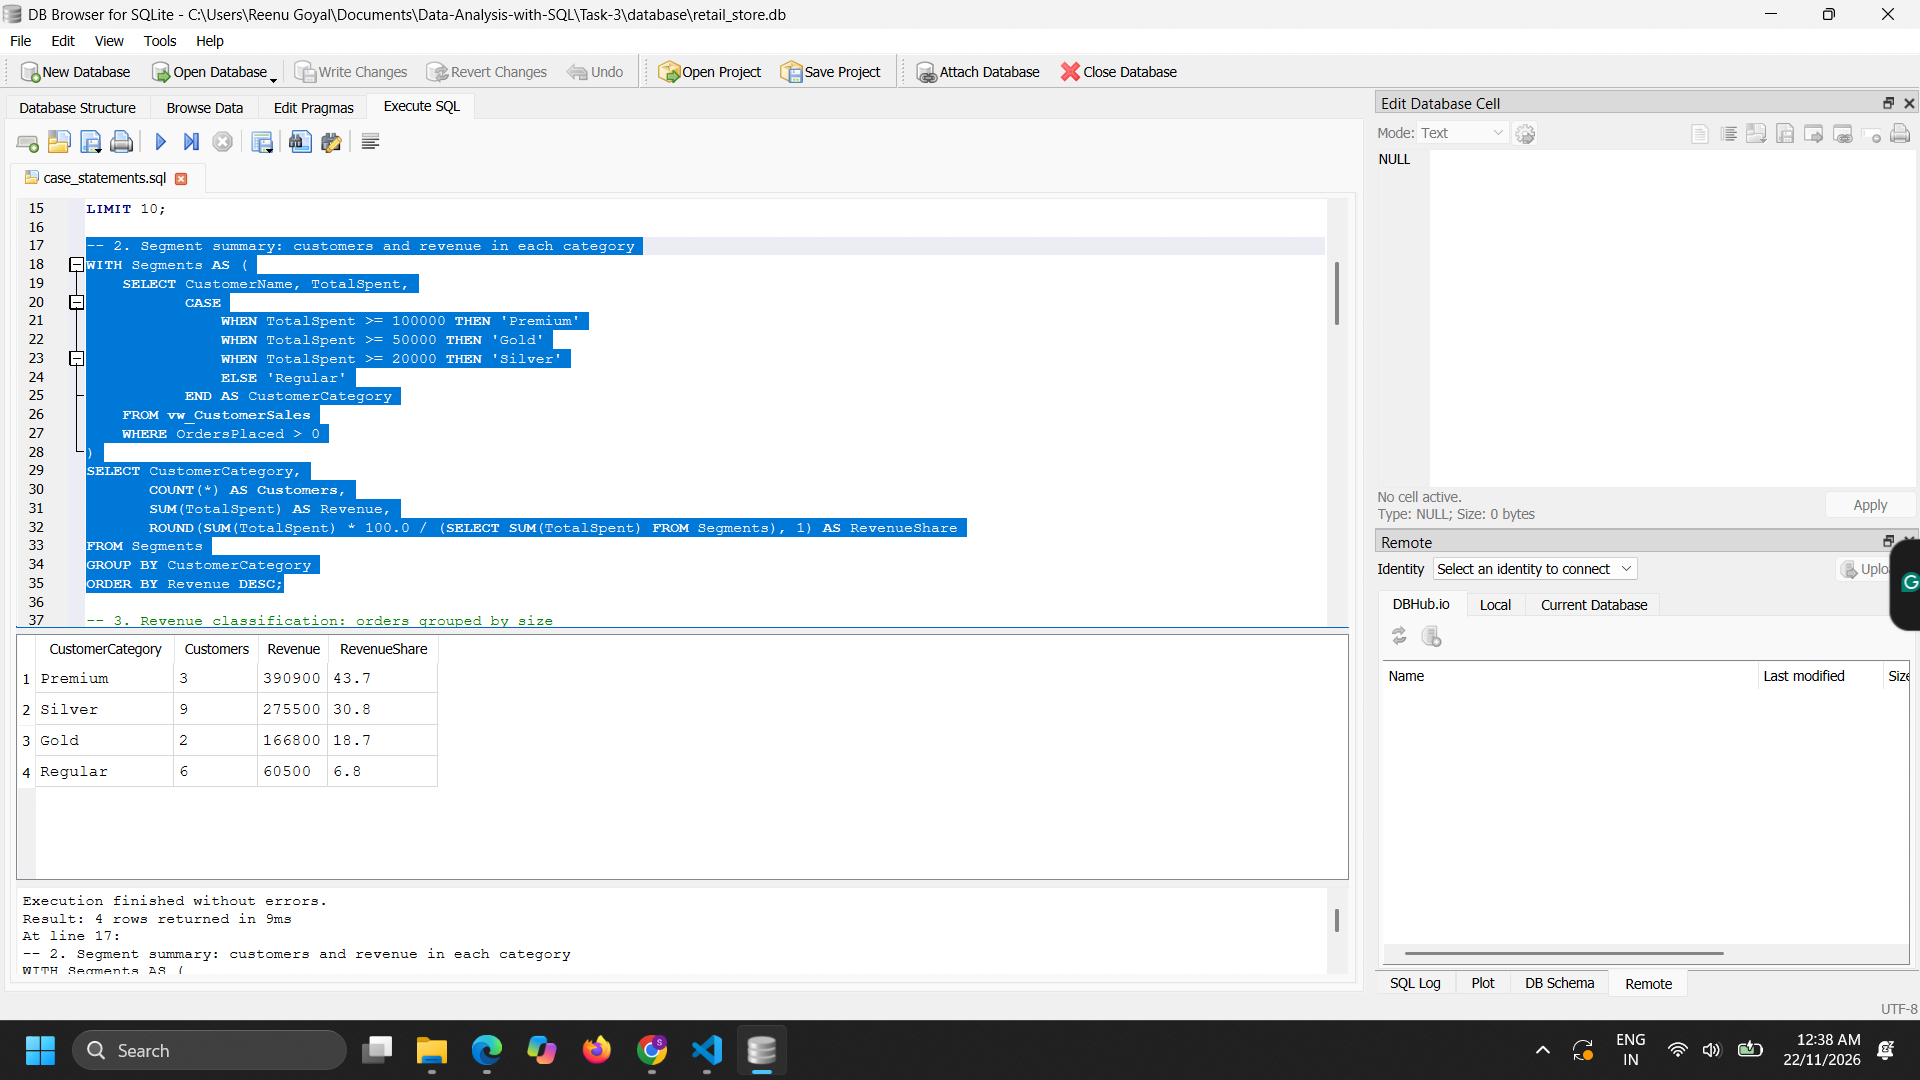 DB Browser for SQLite - C:\Users\Reenu Goyal\Documents\Data-Analysis-with-SQL\Task-3\database\retail_store.db
File Edit View Tools Help
New Database Open Database Write Changes Revert Changes Undo Open Project Save Project Attach Database Close Database
Database Structure Browse Data Edit Pragmas Execute SQL
case_statements.sql
15 LIMIT 10;
16
17 -- 2. Segment summary: customers and revenue in each category
18 WITH Segments AS (
19 SELECT CustomerName, TotalSpent,
20 CASE
21 WHEN TotalSpent >= 100000 THEN 'Premium'
22 WHEN TotalSpent >= 50000 THEN 'Gold'
23 WHEN TotalSpent >= 20000 THEN 'Silver'
24 ELSE 'Regular'
25 END AS CustomerCategory
26 FROM vw_CustomerSales
27 WHERE OrdersPlaced > 0
28 )
29 SELECT CustomerCategory,
30 COUNT(*) AS Customers,
31 SUM(TotalSpent) AS Revenue,
32 ROUND(SUM(TotalSpent) * 100.0 / (SELECT SUM(TotalSpent) FROM Segments), 1) AS RevenueShare
33 FROM Segments
34 GROUP BY CustomerCategory
35 ORDER BY Revenue DESC;
36
37 -- 3. Revenue classification: orders grouped by size
CustomerCategory Customers Revenue RevenueShare
1 Premium 3 390900 43.7
2 Silver 9 275500 30.8
3 Gold 2 166800 18.7
4 Regular 6 60500 6.8
Execution finished without errors.
Result: 4 rows returned in 9ms
At line 17:
-- 2. Segment summary: customers and revenue in each category
WITH Segments AS (
Edit Database Cell
Mode: Text
NULL
No cell active.
Type: NULL; Size: 0 bytes
Apply
Remote
Identity Select an identity to connect Uplo
DBHub.io Local Current Database
Name Last modified Size
SQL Log Plot DB Schema Remote
UTF-8
Search
ENG
IN
12:38 AM
22/11/2026